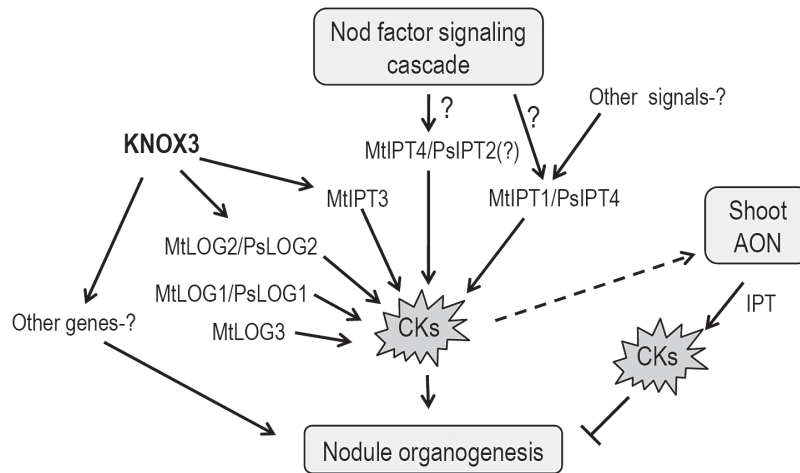 Nod factor signaling
cascade
?
?
Other signals-?
KNOX3
MtIPT4/PsIPT2(?)
MtIPT3
MtIPT1/PsIPT4
Shoot
AON
MtLOG2/PsLOG2
MtLOG1/PsLOG1
IPT
Other genes-?
MtLOG3
CKs
CKs
Nodule organogenesis